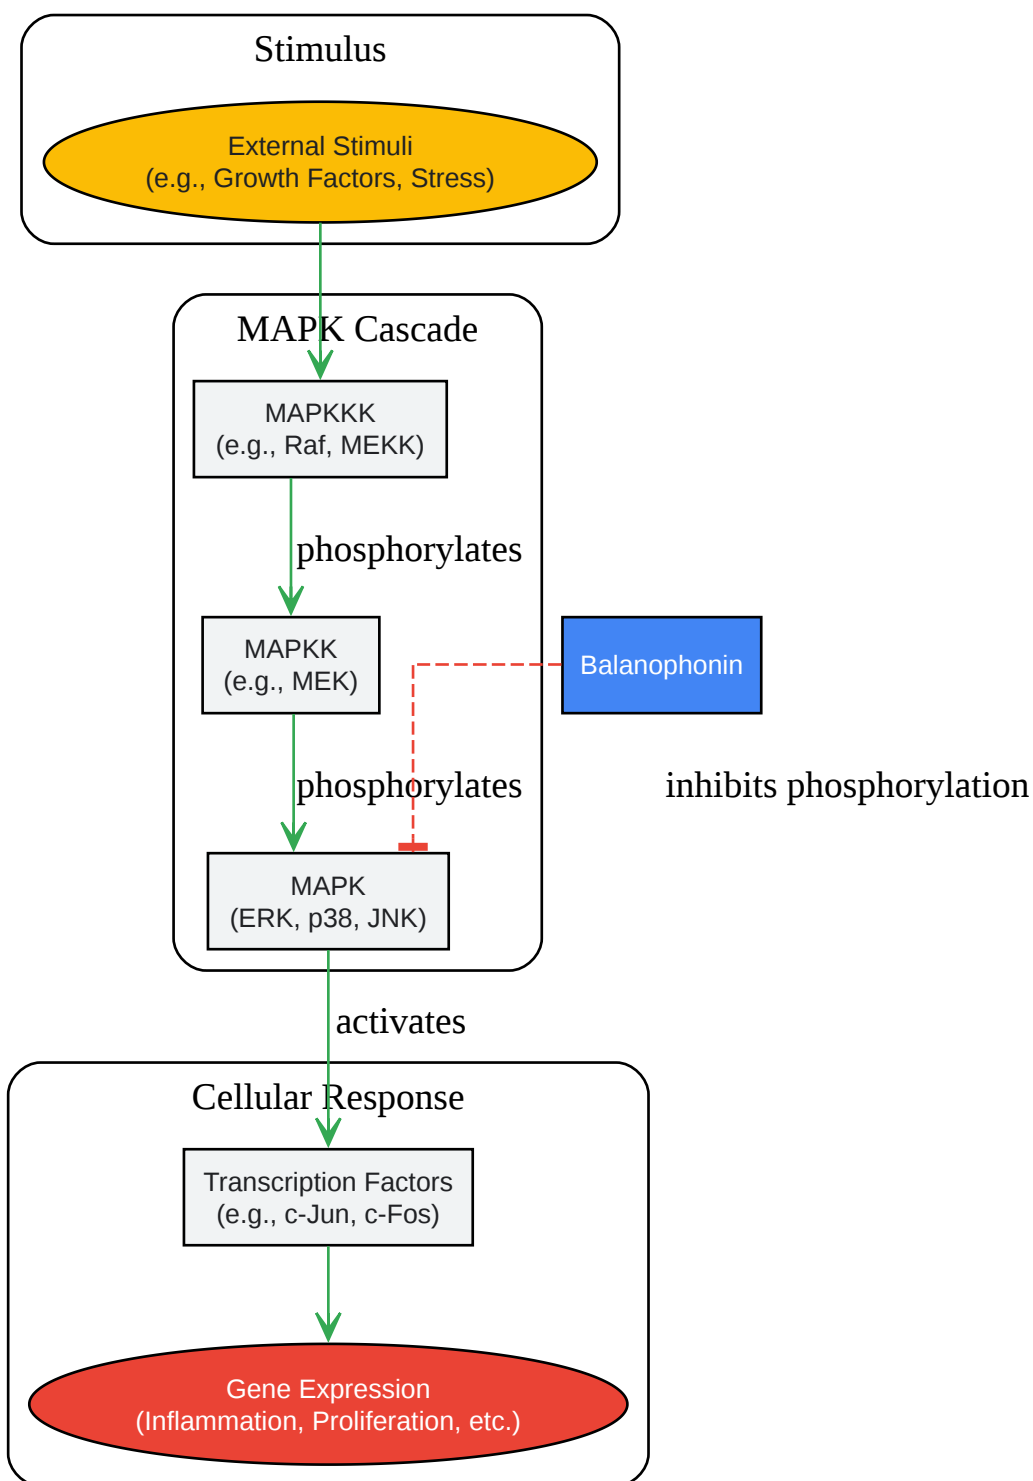 Stimulus
External Stimuli
(e.g., Growth Factors, Stress)
MAPK Cascade
MAPKKK
(e.g., Raf, MEKK)
phosphorylates
MAPKK
(e.g., MEK)
Balanophonin
phosphorylates
inhibits phosphorylation
MAPK
(ERK, p38, JNK)
activates
Cellular Response
Transcription Factors
(e.g., c-Jun, c-Fos)
Gene Expression
(Inflammation, Proliferation, etc.)